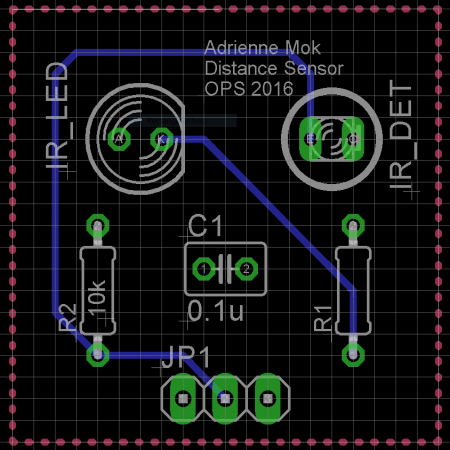 Adrienne Mok
Distance Sensor
OPS 2016
IR_LED
IR_DET
A
K
E
C1
1
2
0.1u
R2
10k
R1
JP1